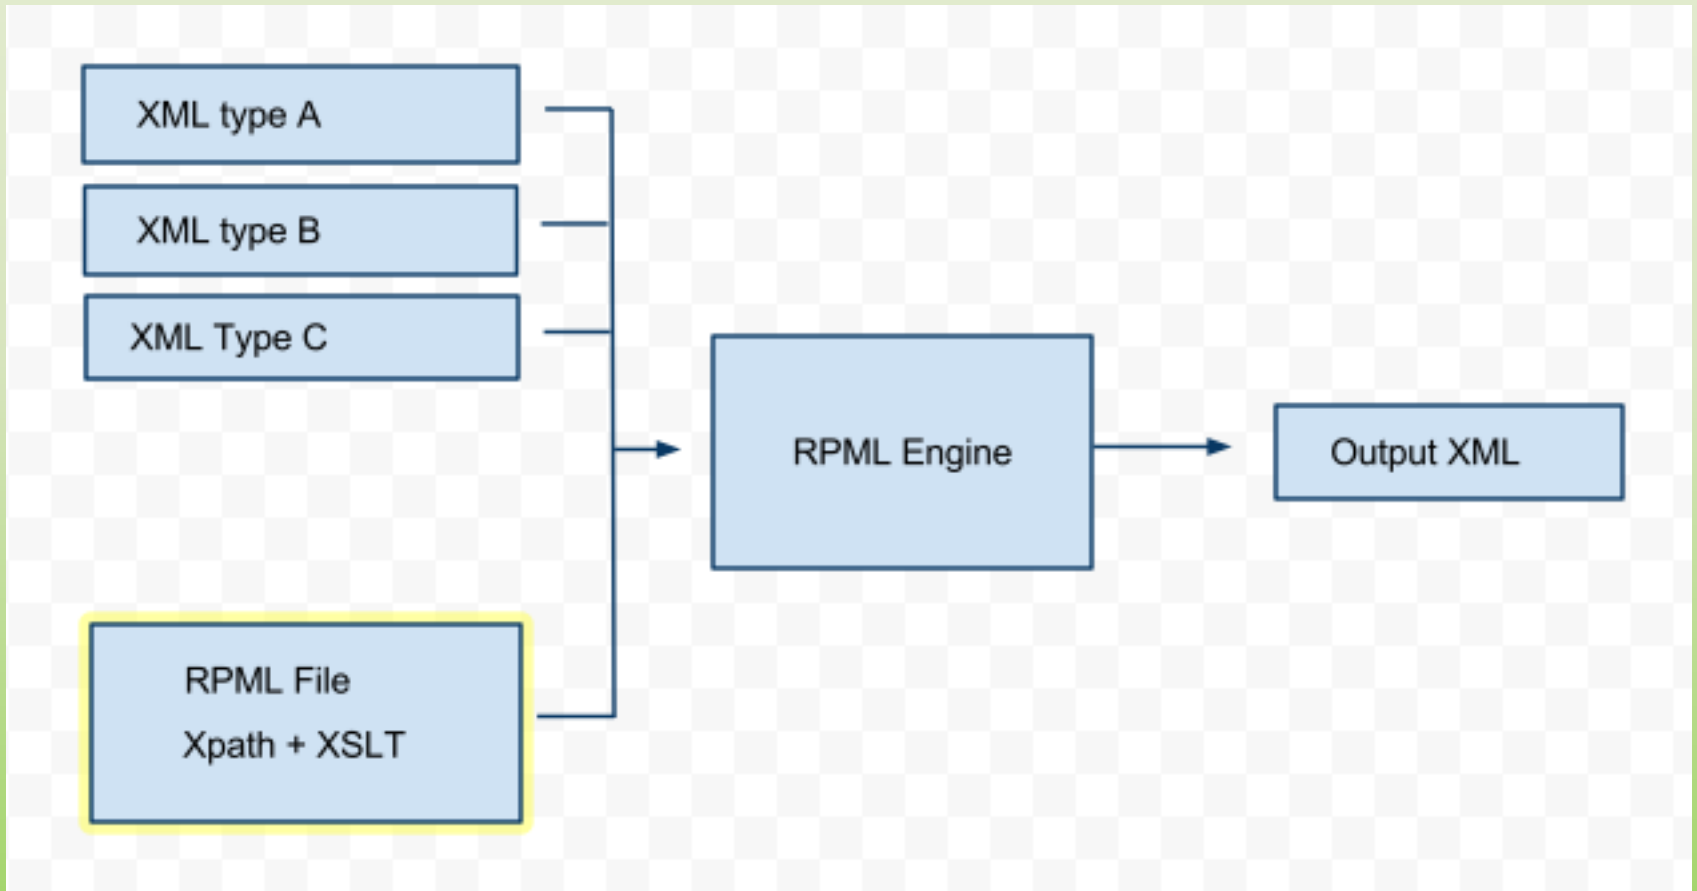 XML type A
XML type B
XML Type C
RPML Engine
Output XML
RPML File
Xpath + XSLT